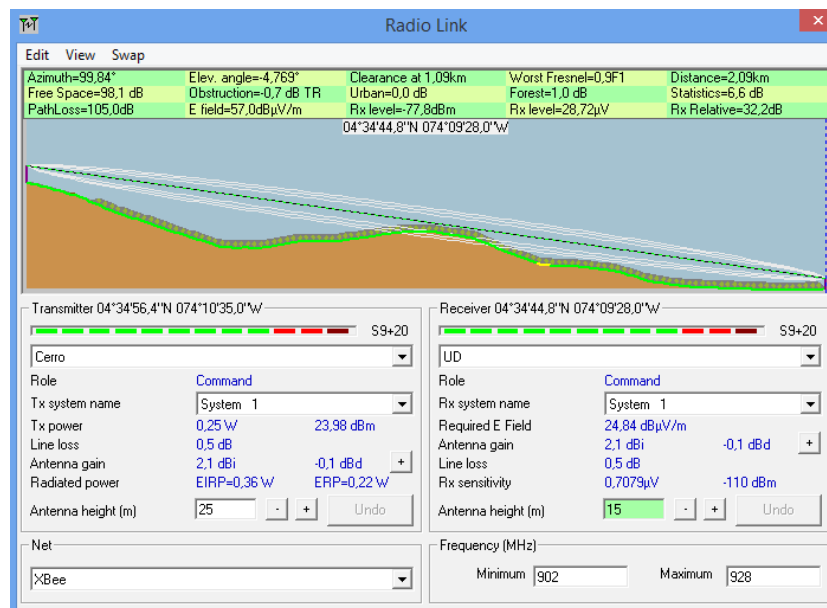 Radio Link
Edit View Swap
Azimuth=99,84° Elev. angle=-4,769° Clearance at 1,09km Worst Fresnel=0,9F1 Distance=2,09km
Free Space=98,1 dB Obstruction=-0,7 dB TR Urban=0,0 dB Forest=1,0 dB Statistics=6,6 dB
PathLoss=105,0dB E field=57,0dBµV/m Rx level=-77,8dBm Rx level=28,72µV Rx Relative=32,2dB
04°34'44,8''N 074°09'28,0''W
Transmitter 04°34'56,4''N 074°10'35,0''W
S9+20
Cerro
Role Command
Tx system name System 1
Tx power 0,25 W 23,98 dBm
Line loss 0,5 dB
Antenna gain 2,1 dBi -0,1 dBd +
Radiated power EIRP=0,36 W ERP=0,22 W
Antenna height (m) 25 - + Undo
Receiver 04°34'44,8''N 074°09'28,0''W
S9+20
UD
Role Command
Rx system name System 1
Required E Field 24,84 dBµV/m
Antenna gain 2,1 dBi -0,1 dBd +
Line loss 0,5 dB
Rx sensitivity 0,7079µV -110 dBm
Antenna height (m) 15 - + Undo
Net
XBee
Frequency (MHz)
Minimum 902 Maximum 928